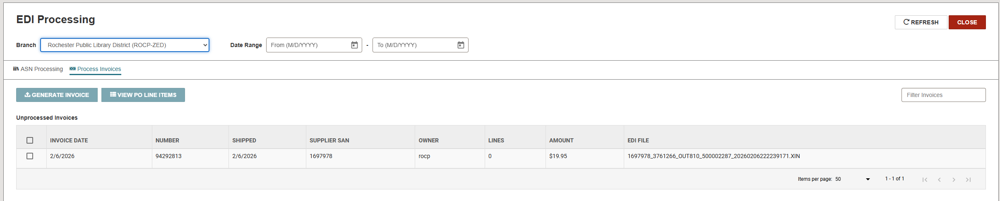 EDI Processing
REFRESH CLOSE
Branch Rochester Public Library District (ROCP-ZED) Date Range From (M/D/YYYY) - To (M/D/YYYY)
ASN Processing Process Invoices
GENERATE INVOICE VIEW PO LINE ITEMS Filter Invoices
Unprocessed Invoices
INVOICE DATE NUMBER SHIPPED SUPPLIER SAN OWNER LINES AMOUNT EDI FILE
2/6/2026 94292813 2/6/2026 1697978 rocp 0 $19.95 1697978_3761266_OUT810_500002287_20260206222239171.XIN
Items per page: 50 1 - 1 of 1